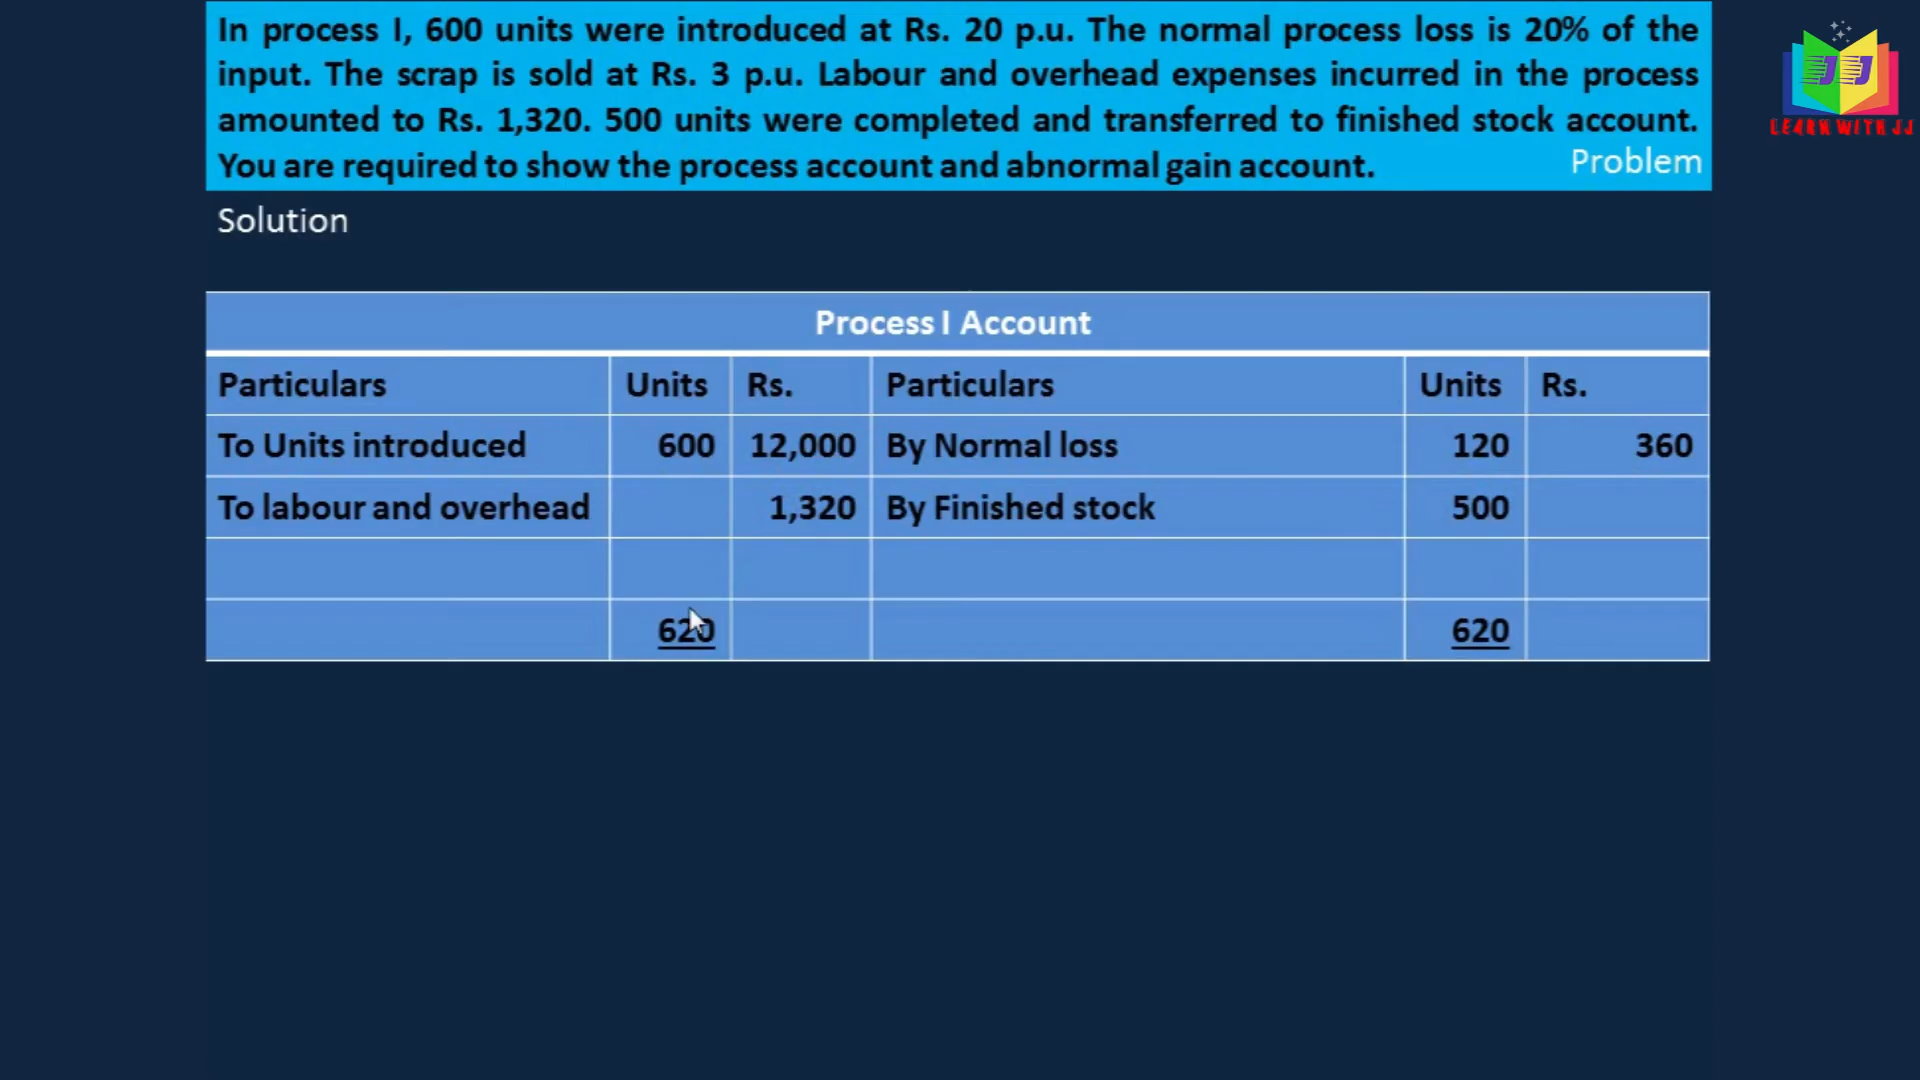 In process I, 600 units were introduced at Rs. 20 p.u. The normal process loss is 20% of the
input. The scrap is sold at Rs. 3 p.u. Labour and overhead expenses incurred in the process
amounted to Rs. 1,320. 500 units were completed and transferred to finished stock account.
You are required to show the process account and abnormal gain account. Problem
JJ
LEARN WITH JJ
Solution
Process I Account
Particulars Units Rs. Particulars Units Rs.
To Units introduced 600 12,000 By Normal loss 120 360
To labour and overhead 1,320 By Finished stock 500
620 620